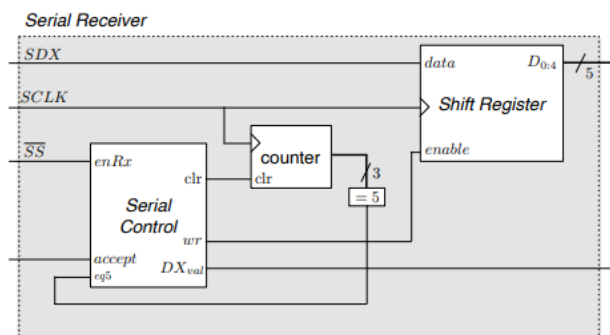 Serial Receiver
SDX
data
D0:4
5
SCLK
Shift Register
enable
counter
clr
3
= 5
SS
enRx
clr
Serial
Control
wr
accept
DXval
eq5